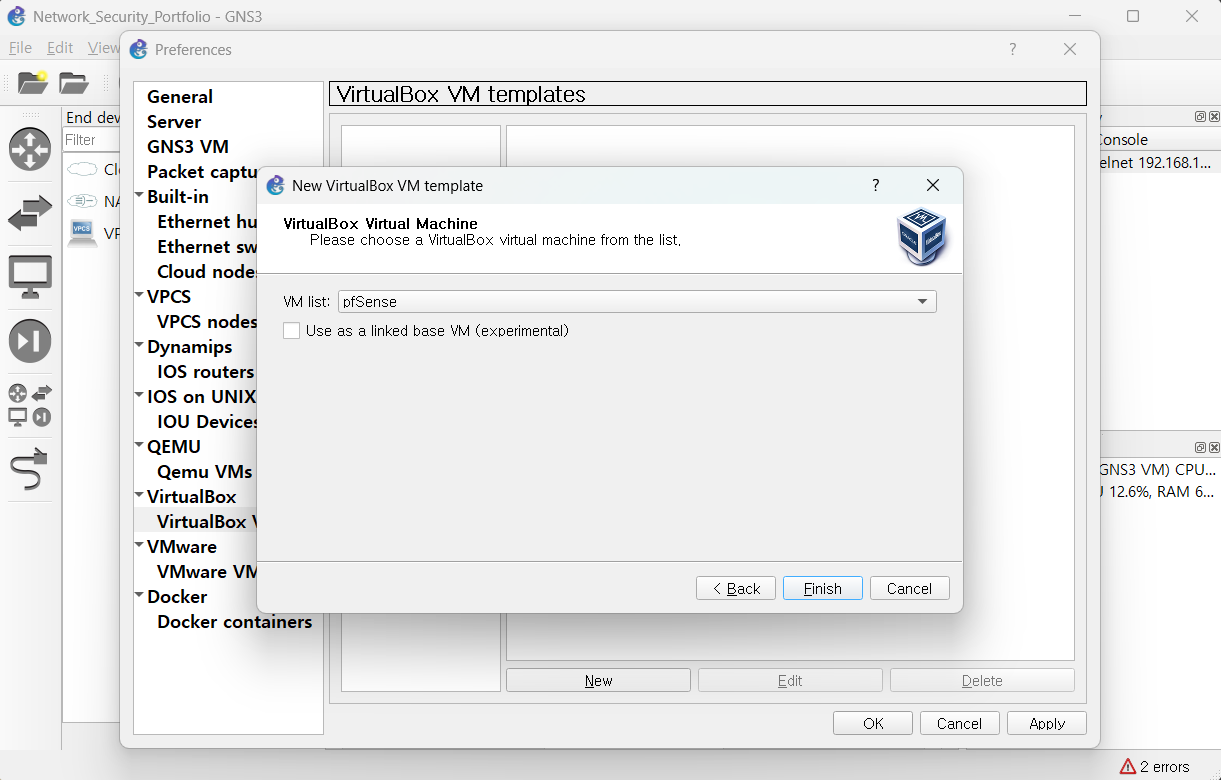 Network_Security_Portfolio - GNS3
File Edit View
Preferences
?
End dev
Filter
VPCS
General
Server
GNS3 VM
Packet captu
Built-in
Ethernet hu
Ethernet sw
Cloud nodes
VPCS
VPCS nodes
Dynamips
IOS routers
IOS on UNIX
IOU Devices
QEMU
Qemu VMs
VirtualBox
VirtualBox V
VMware
VMware VM
Docker
Docker containers
VirtualBox VM templates
New VirtualBox VM template
?
VirtualBox Virtual Machine
Please choose a VirtualBox virtual machine from the list.
VM list: pfSense
Use as a linked base VM (experimental)
< Back Finish Cancel
New Edit Delete
OK Cancel Apply
Console
elnet 192.168.1...
GNS3 VM) CPU...
J 12.6%, RAM 6...
2 errors